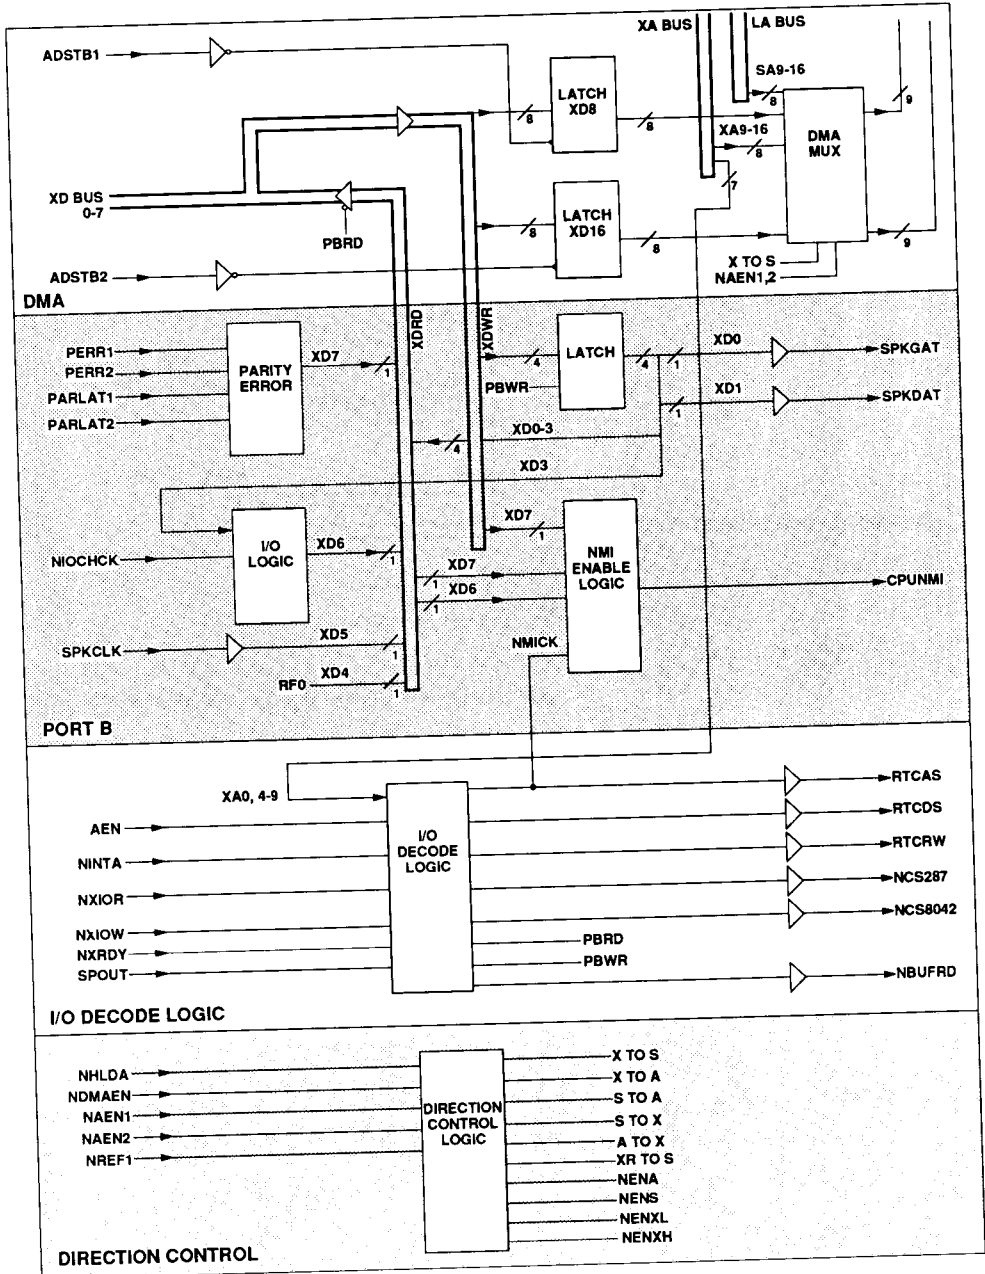 XA BUS
LA BUS
ADSTB1
LATCH
XD8
SA9-16
8
9
XA9-16
8
8
8
DMA
MUX
7
XD BUS
0-7
PBRD
LATCH
XD16
8
8
9
X TO S
NAEN1,2
ADSTB2
DMA
XDRD
XDWR
PERR1
PERR2
PARLAT1
PARLAT2
PARITY
ERROR
XD7
1
4
LATCH
PBWR
4
1
XD0
SPKGAT
1
XD1
SPKDAT
4
XD0-3
XD3
NIOCHCK
I/O
LOGIC
XD6
1
XD7
1
XD7
1
XD6
1
NMI
ENABLE
LOGIC
CPUNMI
NMICK
SPKCLK
XD5
1
RF0
XD4
1
PORT B
XA0, 4-9
AEN
NINTA
NXIOR
NXIOW
NXRDY
SPOUT
I/O
DECODE
LOGIC
RTCAS
RTCDS
RTCRW
NCS287
NCS8042
PBRD
PBWR
NBUFRD
I/O DECODE LOGIC
NHLDA
NDMAEN
NAEN1
NAEN2
NREF1
DIRECTION
CONTROL
LOGIC
X TO S
X TO A
S TO A
S TO X
A TO X
XR TO S
NENA
NENS
NENXL
NENXH
DIRECTION CONTROL